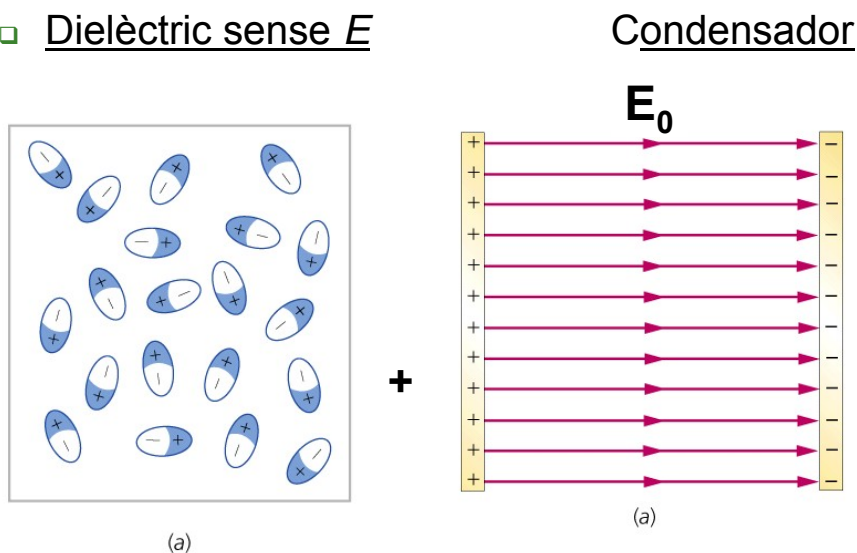 Dielèctric sense E
Condensador
E₀
+
(a)
(a)